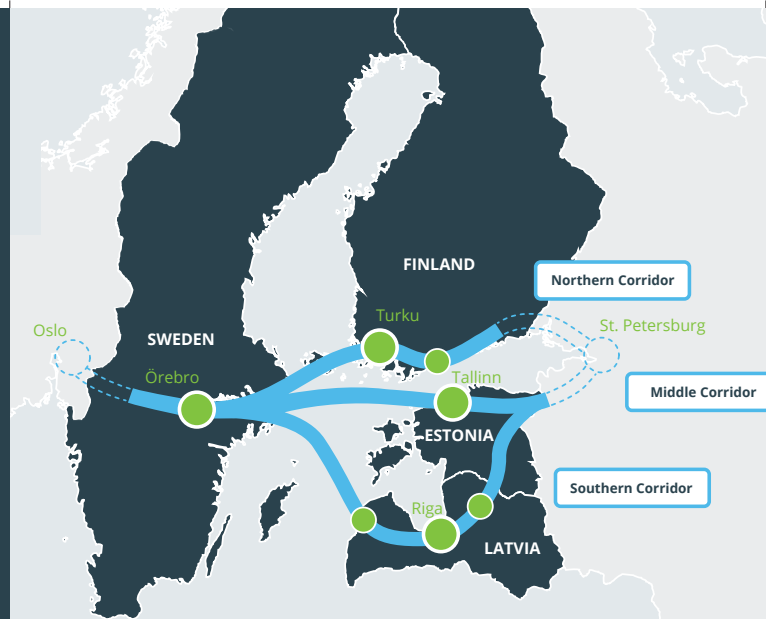 FINLAND
Northern Corridor
Turku
St. Petersburg
Oslo
SWEDEN
Örebro
Tallinn
Middle Corridor
ESTONIA
Southern Corridor
Riga
LATVIA